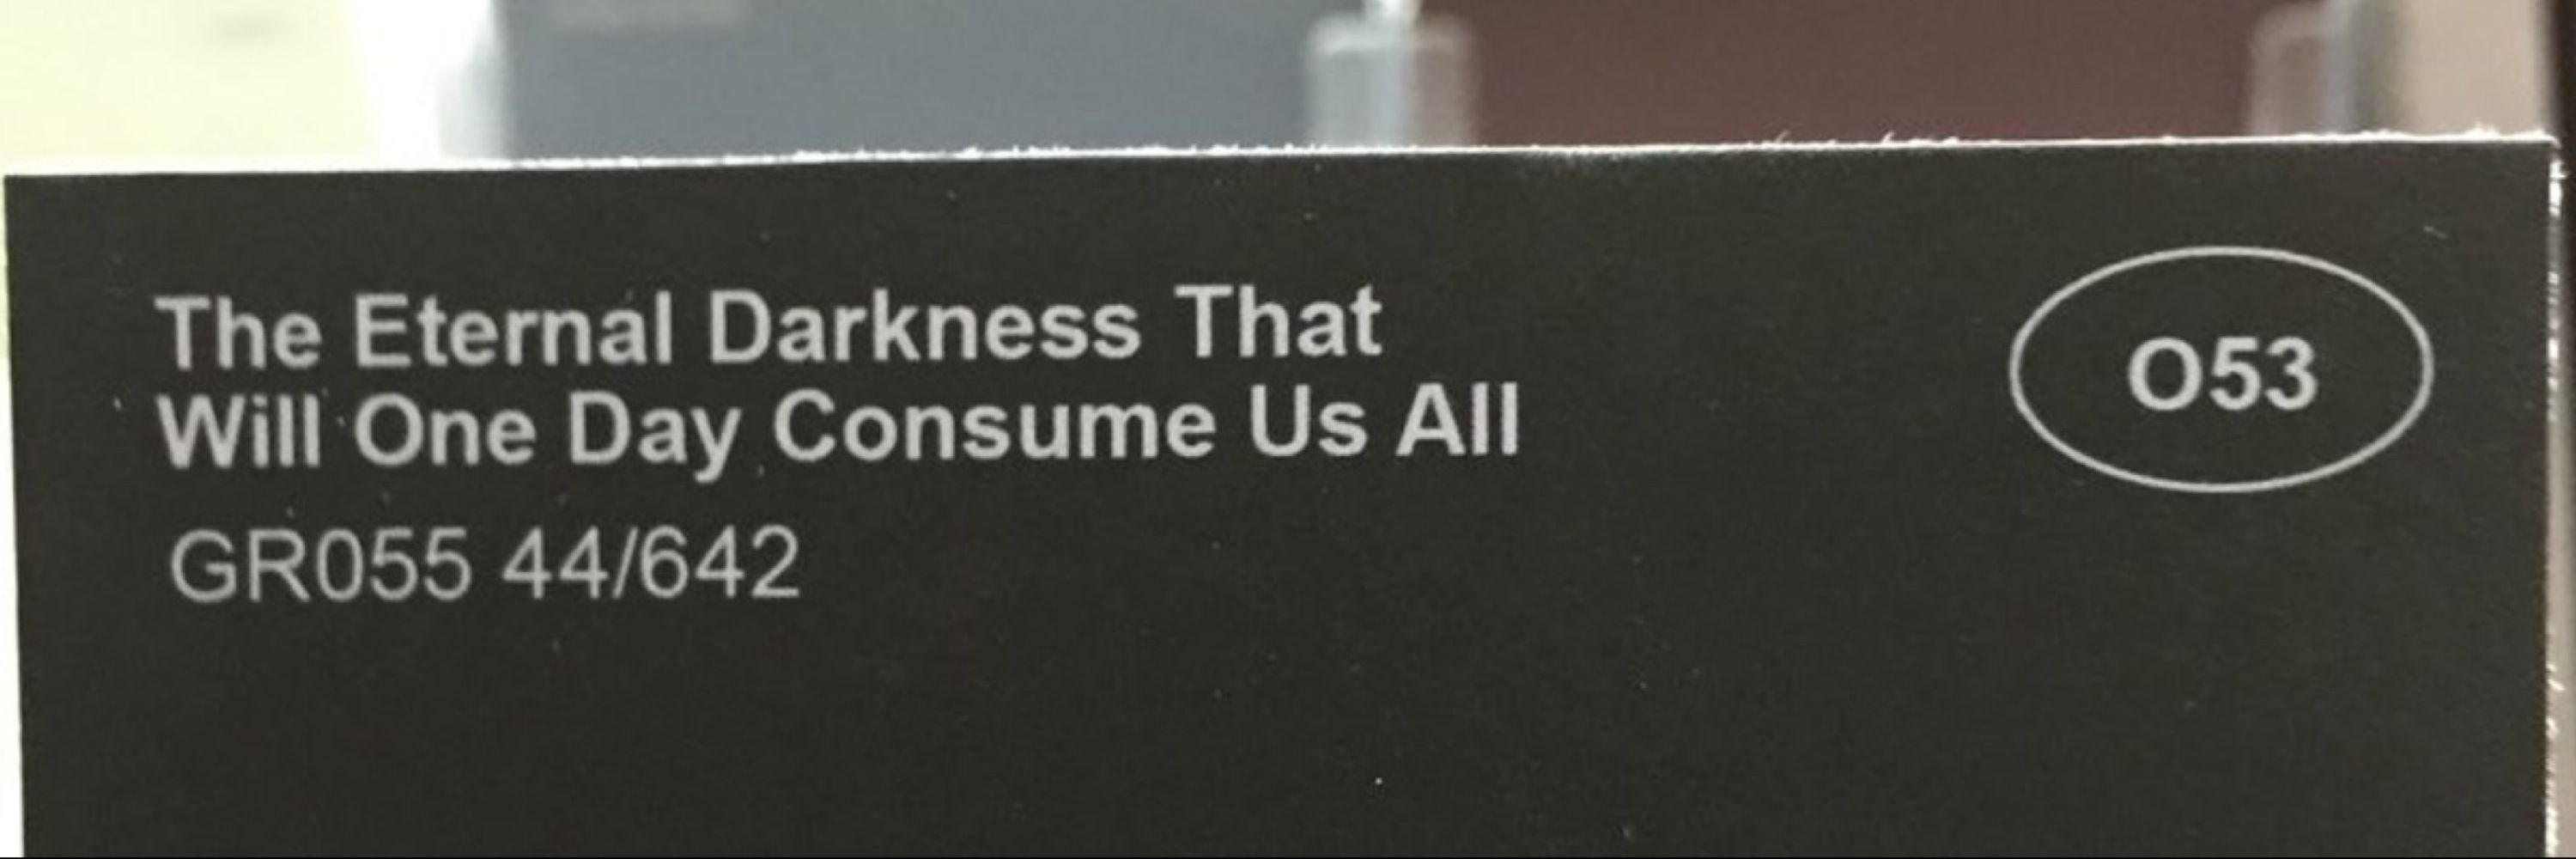 The Eternal Darkness That
Will One Day Consume Us All
GR055 44/642
O53